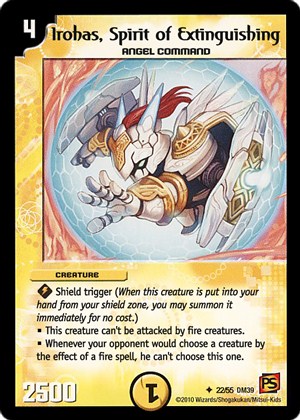 4
Irohas, Spirit of Extinguishing
ANGEL COMMAND
CREATURE
Shield trigger (When this creature is put into your
hand from your shield zone, you may summon it
immediately for no cost.)
▪ This creature can't be attacked by fire creatures.
▪ Whenever your opponent would choose a creature by
the effect of a fire spell, he can't choose this one.
2500
1
✦ 22/55 DM39
©2010 Wizards/Shogakukan/Mitsui-Kids
PS